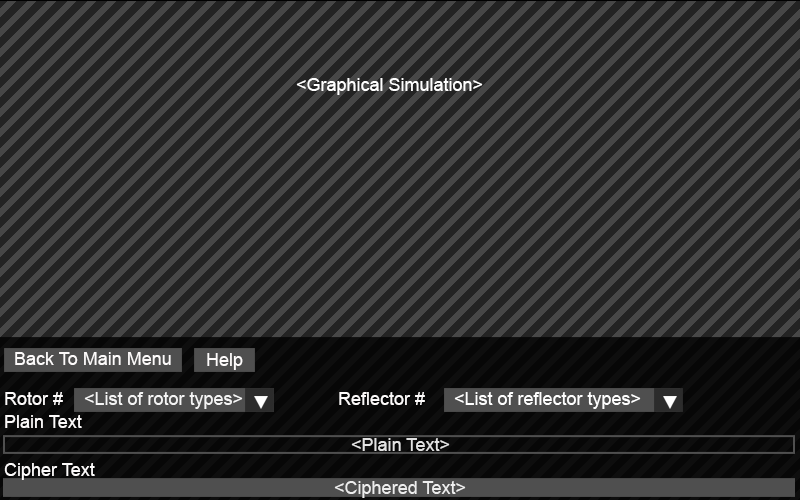 <Graphical Simulation>
Back To Main Menu Help
Rotor # <List of rotor types> ▼ Reflector # <List of reflector types> ▼
Plain Text
<Plain Text>
Cipher Text
<Ciphered Text>